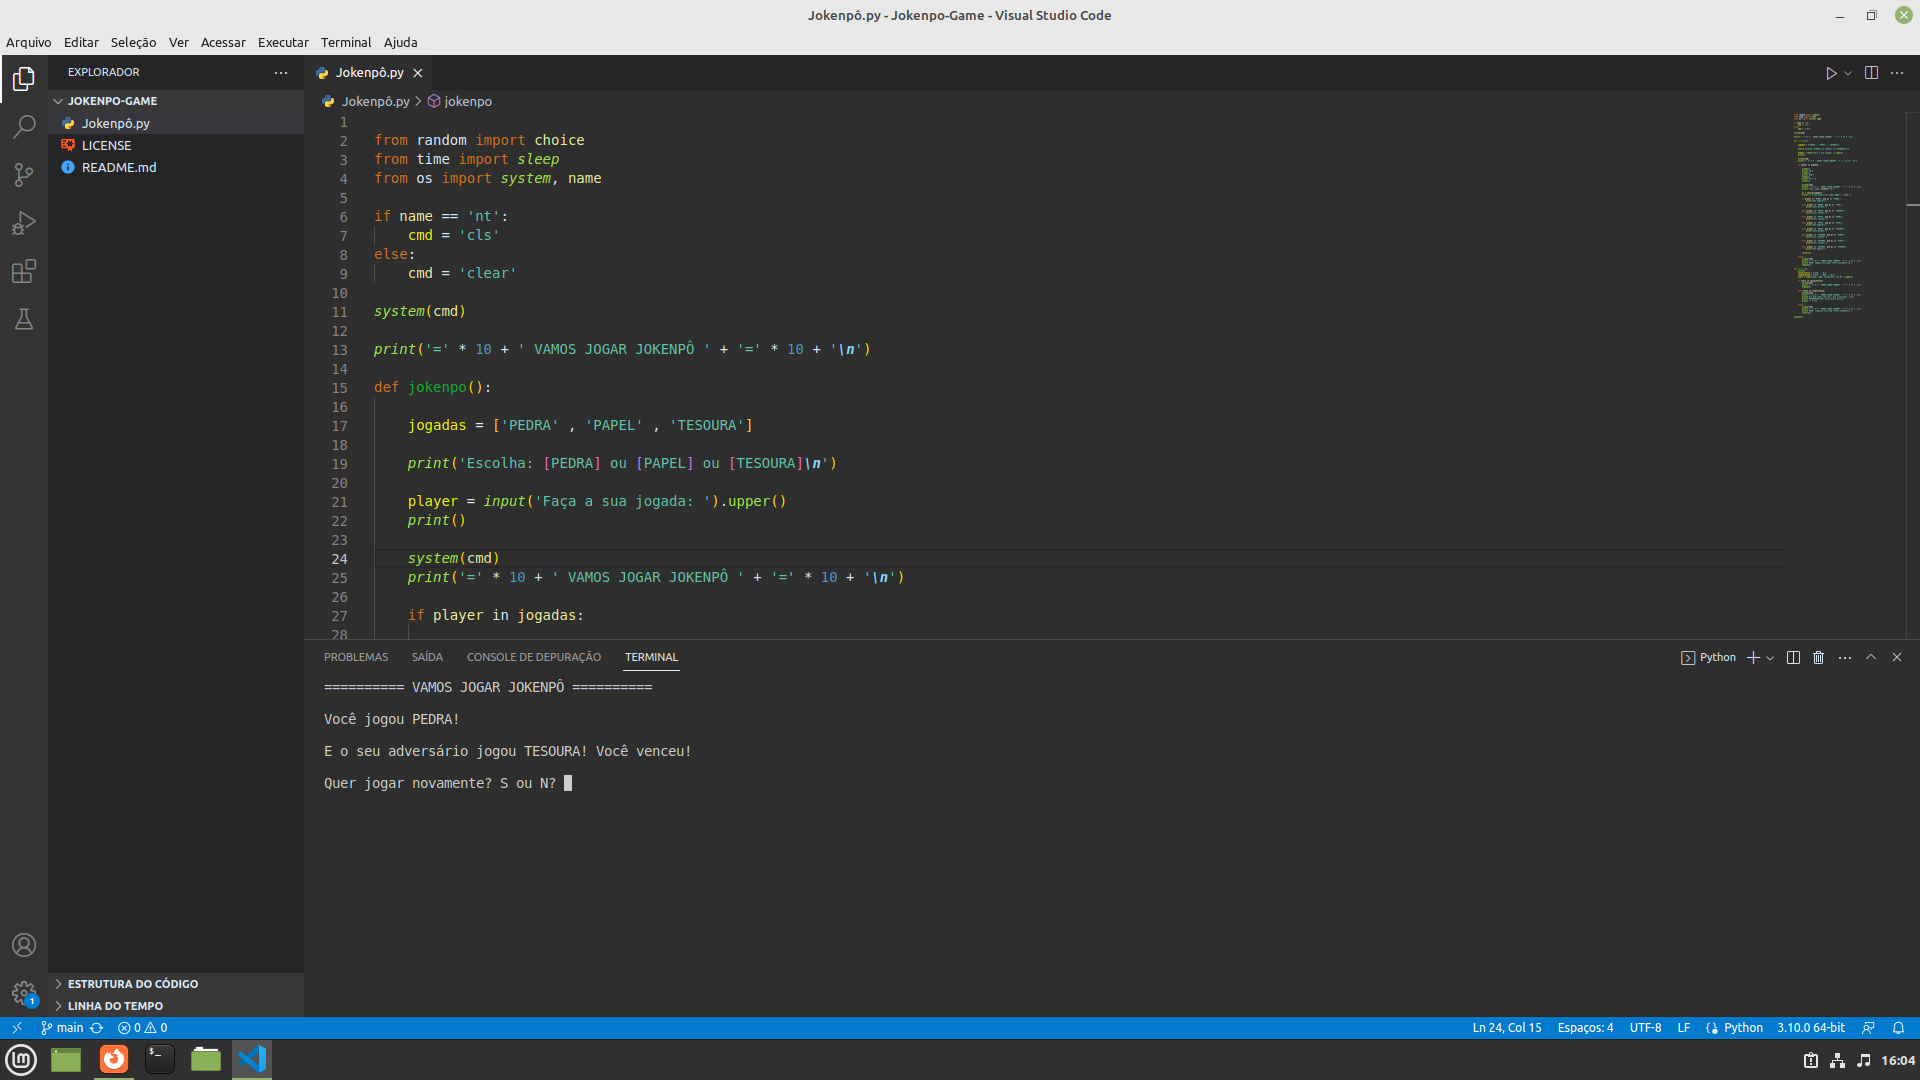 Jokenpô.py - Jokenpo-Game - Visual Studio Code
Arquivo Editar Seleção Ver Acessar Executar Terminal Ajuda
EXPLORADOR
JOKENPO-GAME
Jokenpô.py
LICENSE
README.md
ESTRUTURA DO CÓDIGO
LINHA DO TEMPO
1
Jokenpô.py
Jokenpô.py > jokenpo
1
2 from random import choice
3 from time import sleep
4 from os import system, name
5
6 if name == 'nt':
7     cmd = 'cls'
8 else:
9     cmd = 'clear'
10
11 system(cmd)
12
13 print('=' * 10 + ' VAMOS JOGAR JOKENPÔ ' + '=' * 10 + '\n')
14
15 def jokenpo():
16
17     jogadas = ['PEDRA' , 'PAPEL' , 'TESOURA']
18
19     print('Escolha: [PEDRA] ou [PAPEL] ou [TESOURA]\n')
20
21     player = input('Faça a sua jogada: ').upper()
22     print()
23
24     system(cmd)
25     print('=' * 10 + ' VAMOS JOGAR JOKENPÔ ' + '=' * 10 + '\n')
26
27     if player in jogadas:
28
PROBLEMAS SAÍDA CONSOLE DE DEPURAÇÃO TERMINAL
Python
========== VAMOS JOGAR JOKENPÔ ==========
Você jogou PEDRA!
E o seu adversário jogou TESOURA! Você venceu!
Quer jogar novamente? S ou N?
main 0 0
Ln 24, Col 15 Espaços: 4 UTF-8 LF Python 3.10.0 64-bit
16:04